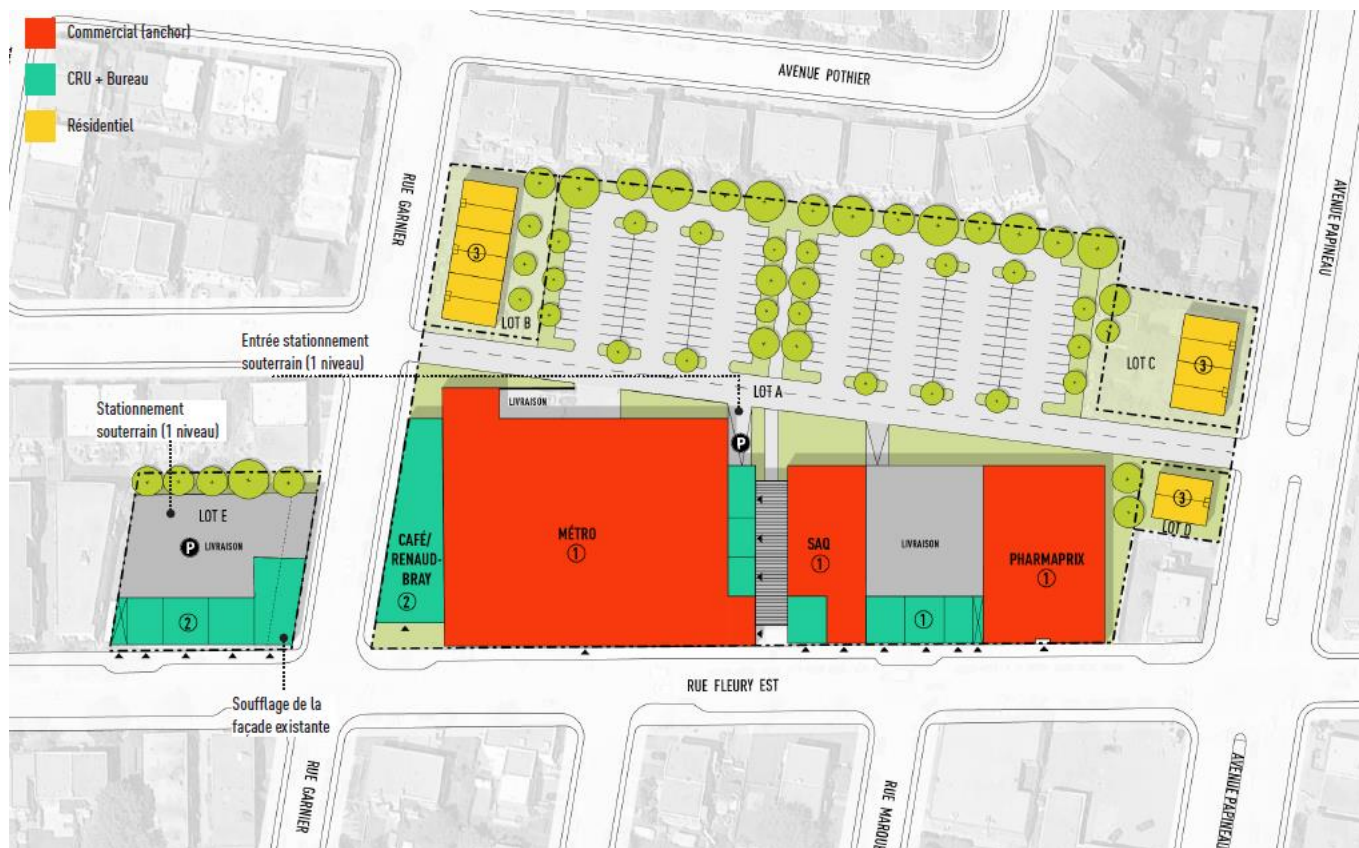 Commercial (anchor)
CRU + Bureau
Résidentiel
AVENUE POTHIER
RUE GARNIER
AVENUE PAPINEAU
3
LOT B
Entrée stationnement
souterrain (1 niveau)
LOT C
3
LOT A
LIVRAISON
Stationnement
souterrain (1 niveau)
P
3
LOT D
LOT E
P LIVRAISON
CAFÉ/
RENAUD-
BRAY
2
MÉTRO
1
SAQ
1
LIVRAISON
PHARMAPRIX
1
2
1
RUE FLEURY EST
Soufflage de la
façade existante
RUE GARNIER
AVENUE PAPINEAU